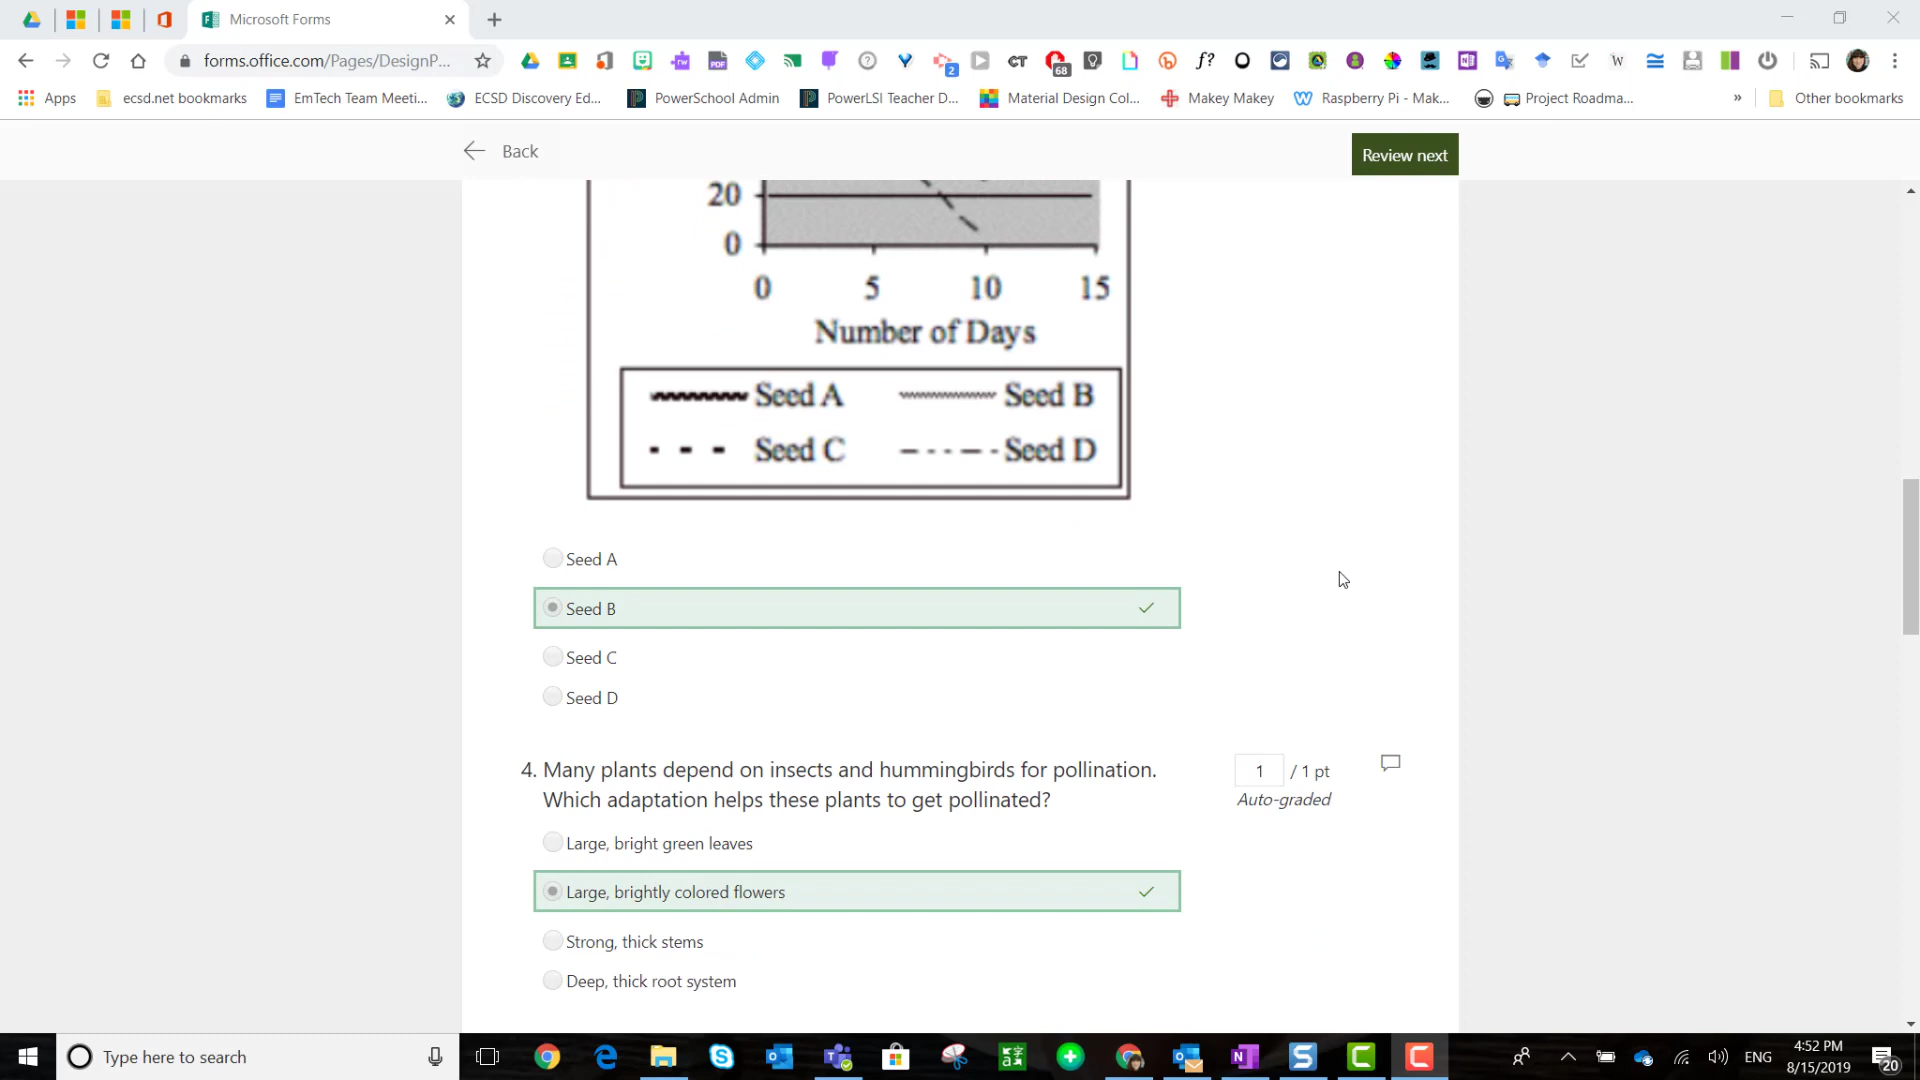 Microsoft Forms
forms.office.com/Pages/DesignP...
PDF
2
CT
68
f?
W
Apps
ecsd.net bookmarks
EmTech Team Meeti...
ECSD Discovery Ed...
PowerSchool Admin
PowerLSI Teacher D...
Material Design Col...
Makey Makey
Raspberry Pi - Mak...
Project Roadma...
»
Other bookmarks
Back
Review next
20
0
0 5 10 15
Number of Days
Seed A Seed B
Seed C Seed D
Seed A
Seed B
Seed C
Seed D
4. Many plants depend on insects and hummingbirds for pollination.
Which adaptation helps these plants to get pollinated?
1 / 1 pt
Auto-graded
Large, bright green leaves
Large, brightly colored flowers
Strong, thick stems
Deep, thick root system
Type here to search
ENG
4:52 PM
8/15/2019
20